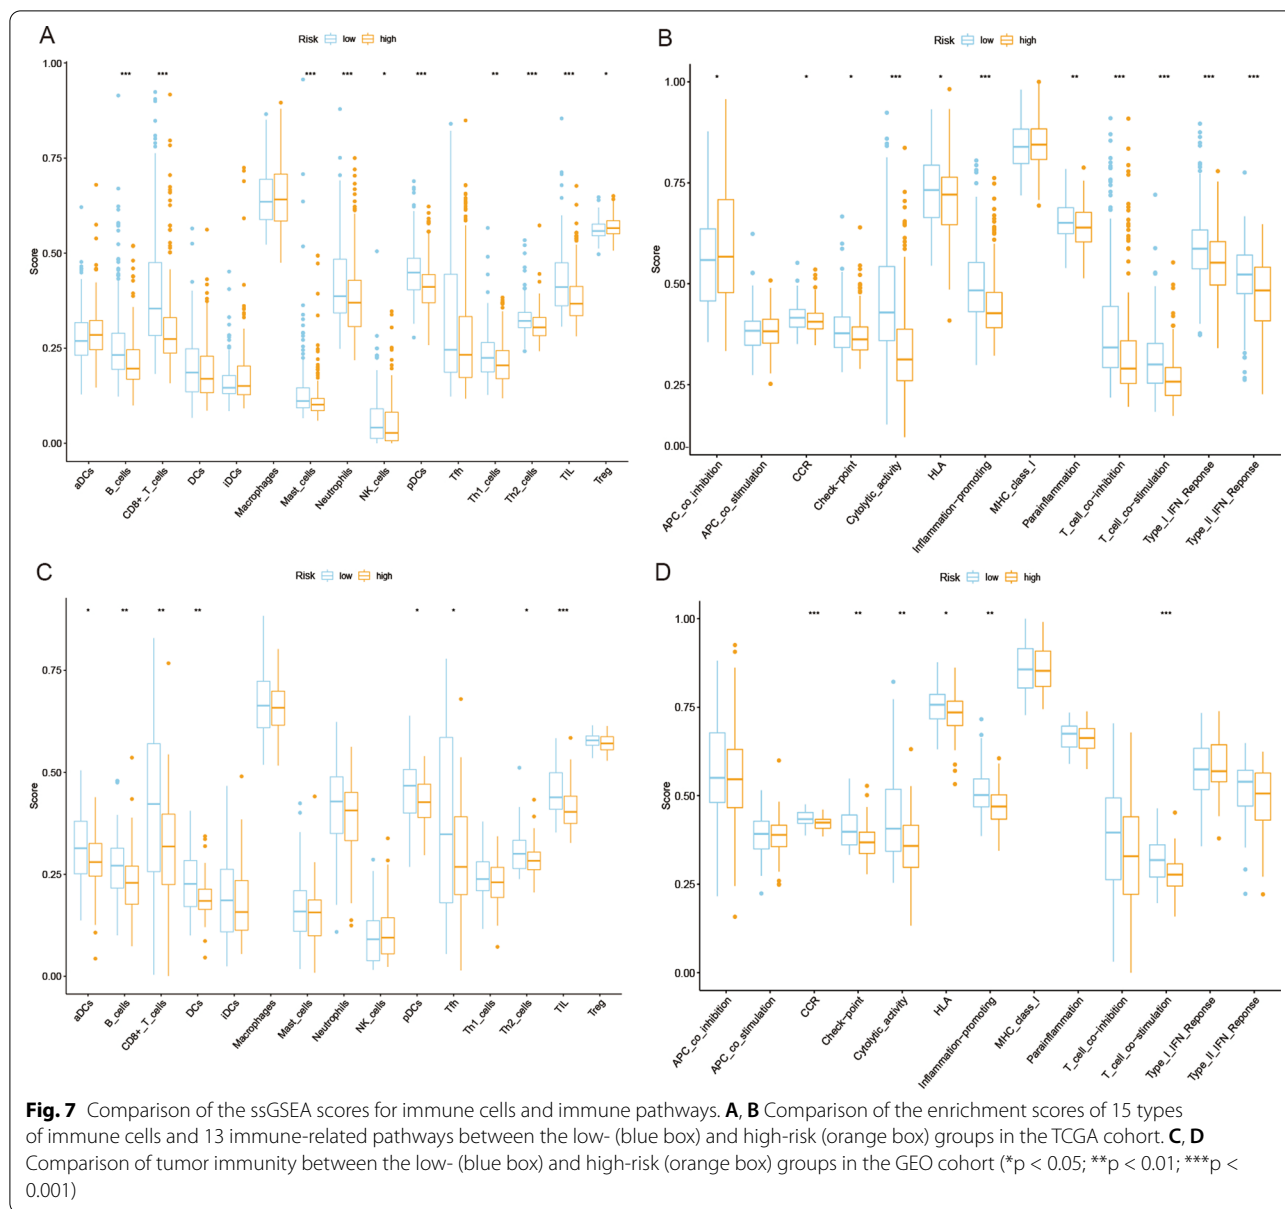 A
Risk low high
*** *** *** *** * *** ** *** *** *
1.00
0.75
0.50
0.25
0.00
Score
aDCs
B_cells
CD8+_T_cells
DCs
iDCs
Macrophages
Mast_cells
Neutrophils
NK_cells
pDCs
Tfh
Th1_cells
Th2_cells
TIL
Treg
B
Risk low high
* * * *** * *** ** *** *** *** ***
1.00
0.75
0.50
0.25
0.00
Score
APC_co_inhibition
APC_co_stimulation
CCR
Check-point
Cytolytic_activity
HLA
Inflammation-promoting
MHC_class_I
Parainflammation
T_cell_co-inhibition
T_cell_co-stimulation
Type_I_IFN_Reponse
Type_II_IFN_Reponse
C
Risk low high
* ** ** ** * * * ***
0.75
0.50
0.25
0.00
Score
aDCs
B_cells
CD8+_T_cells
DCs
iDCs
Macrophages
Mast_cells
Neutrophils
NK_cells
pDCs
Tfh
Th1_cells
Th2_cells
TIL
Treg
D
Risk low high
*** ** ** * ** ***
1.00
0.75
0.50
0.25
0.00
Score
APC_co_inhibition
APC_co_stimulation
CCR
Check-point
Cytolytic_activity
HLA
Inflammation-promoting
MHC_class_I
Parainflammation
T_cell_co-inhibition
T_cell_co-stimulation
Type_I_IFN_Reponse
Type_II_IFN_Reponse
Fig. 7 Comparison of the ssGSEA scores for immune cells and immune pathways. A, B Comparison of the enrichment scores of 15 types
of immune cells and 13 immune-related pathways between the low- (blue box) and high-risk (orange box) groups in the TCGA cohort. C, D
Comparison of tumor immunity between the low- (blue box) and high-risk (orange box) groups in the GEO cohort (*p < 0.05; **p < 0.01; ***p <
0.001)